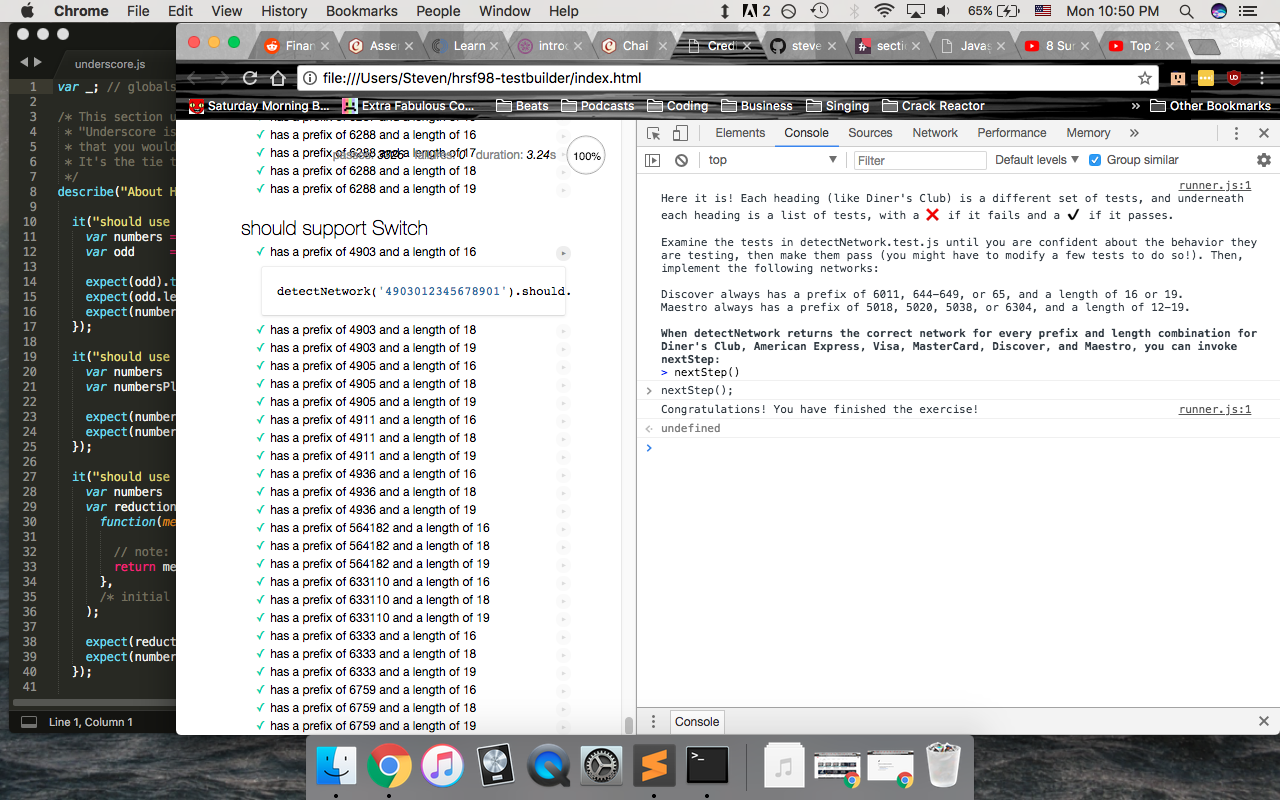 Chrome File Edit View History Bookmarks People Window Help 2 65% Mon 10:50 PM
underscore.js
Finan Asser Learn introd Chai Credi steve secti Javas 8 Sur Top 2
file:///Users/Steven/hrsf98-testbuilder/index.html
Saturday Morning B... Extra Fabulous Co... Beats Podcasts Coding Business Singing Crack Reactor » Other Bookmarks
1 var _; // globals
2
3 /* This section u
4 * "Underscore is
5 * that you would
6 * It's the tie t
7 */
8 describe("About H
9
10 it("should use
11 var numbers =
12 var odd =
13
14 expect(odd).t
15 expect(odd.le
16 expect(number
17 });
18
19 it("should use
20 var numbers
21 var numbersPl
22
23 expect(number
24 expect(number
25 });
26
27 it("should use
28 var numbers
29 var reduction
30 function(me
31
32 // note:
33 return me
34 },
35 /* initial
36 );
37
38 expect(reduct
39 expect(number
40 });
41
Line 1, Column 1
has a prefix of 6288 and a length of 16
has a prefix of 6288 and a length of 17
passes: 3326 failures: 0 duration: 3.24s 100%
has a prefix of 6288 and a length of 18
has a prefix of 6288 and a length of 19
should support Switch
has a prefix of 4903 and a length of 16
detectNetwork('4903012345678901').should.
has a prefix of 4903 and a length of 18
has a prefix of 4903 and a length of 19
has a prefix of 4905 and a length of 16
has a prefix of 4905 and a length of 18
has a prefix of 4905 and a length of 19
has a prefix of 4911 and a length of 16
has a prefix of 4911 and a length of 18
has a prefix of 4911 and a length of 19
has a prefix of 4936 and a length of 16
has a prefix of 4936 and a length of 18
has a prefix of 4936 and a length of 19
has a prefix of 564182 and a length of 16
has a prefix of 564182 and a length of 18
has a prefix of 564182 and a length of 19
has a prefix of 633110 and a length of 16
has a prefix of 633110 and a length of 18
has a prefix of 633110 and a length of 19
has a prefix of 6333 and a length of 16
has a prefix of 6333 and a length of 18
has a prefix of 6333 and a length of 19
has a prefix of 6759 and a length of 16
has a prefix of 6759 and a length of 18
has a prefix of 6759 and a length of 19
Elements Console Sources Network Performance Memory »
top Filter Default levels Group similar
runner.js:1
Here it is! Each heading (like Diner's Club) is a different set of tests, and underneath
each heading is a list of tests, with a ❌ if it fails and a ✔ if it passes.
Examine the tests in detectNetwork.test.js until you are confident about the behavior they
are testing, then make them pass (you might have to modify a few tests to do so!). Then,
implement the following networks:
Discover always has a prefix of 6011, 644-649, or 65, and a length of 16 or 19.
Maestro always has a prefix of 5018, 5020, 5038, or 6304, and a length of 12-19.
When detectNetwork returns the correct network for every prefix and length combination for
Diner's Club, American Express, Visa, MasterCard, Discover, and Maestro, you can invoke
nextStep:
> nextStep()
> nextStep();
Congratulations! You have finished the exercise! runner.js:1
undefined
>
Console